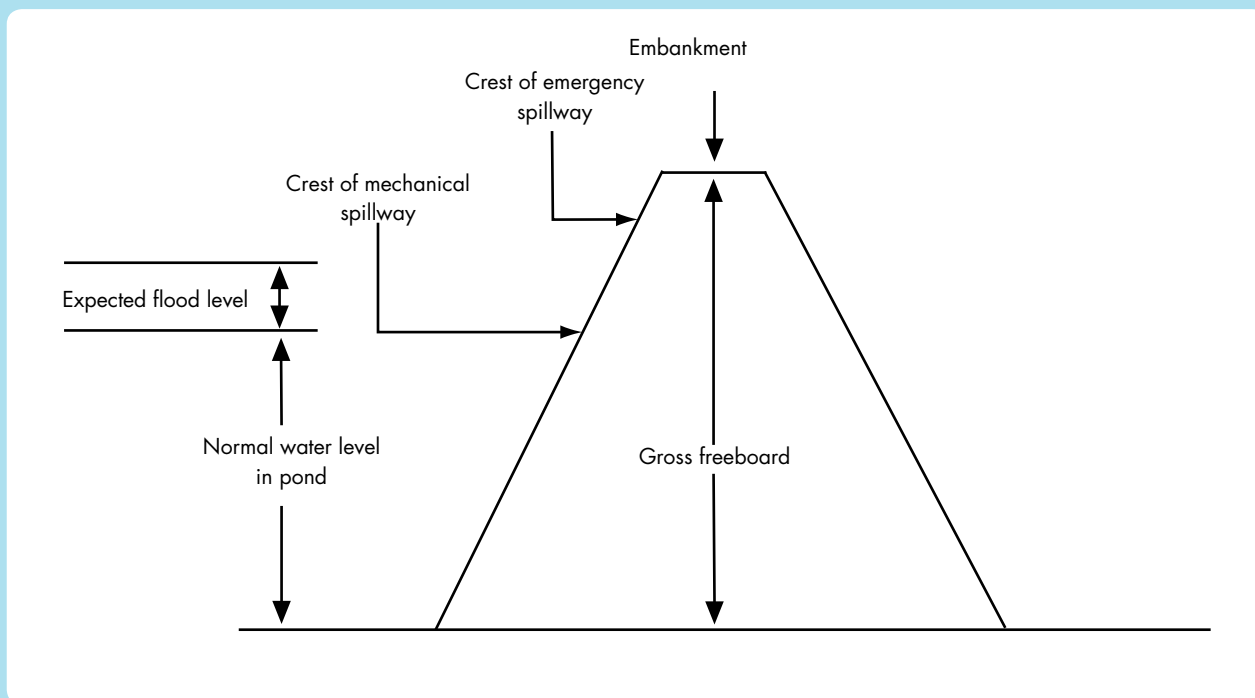 Embankment
Crest of emergency
spillway
Crest of mechanical
spillway
Expected flood level
Normal water level
in pond
Gross freeboard